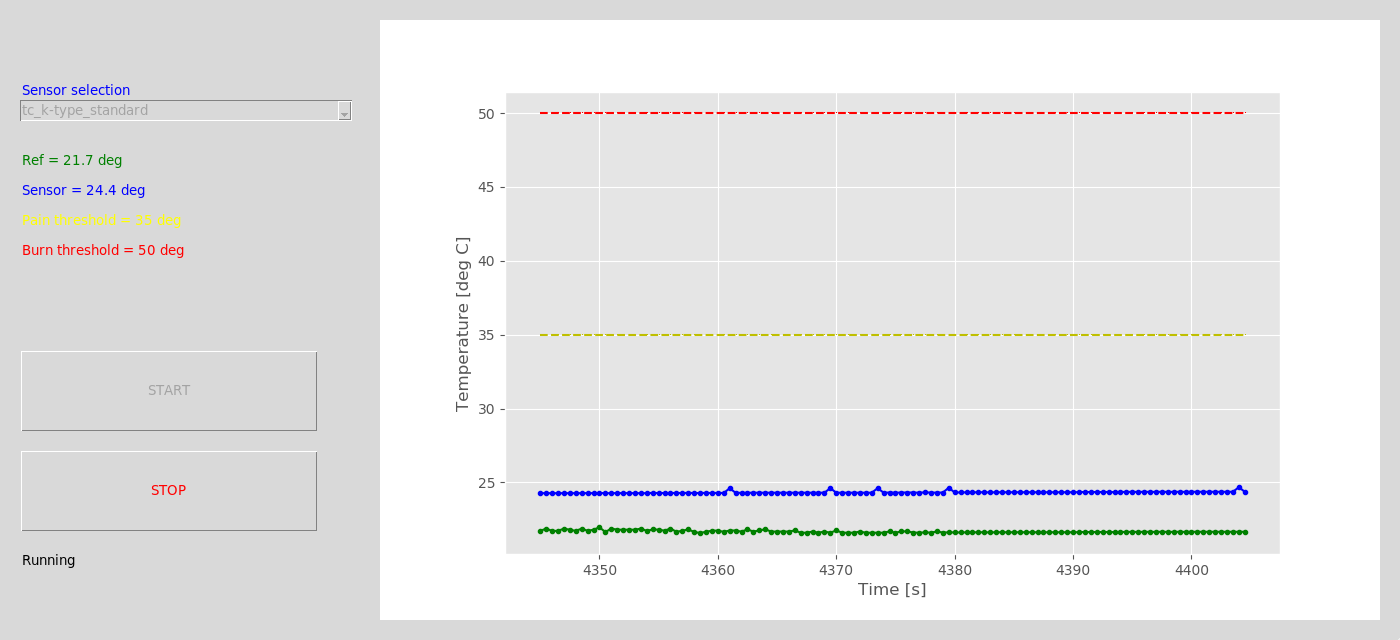 Sensor selection
tc_k-type_standard
Ref = 21.7 deg
Sensor = 24.4 deg
Pain threshold = 35 deg
Burn threshold = 50 deg
START
STOP
Running
50
45
40
35
30
25
Temperature [deg C]
4350 4360 4370 4380 4390 4400
Time [s]